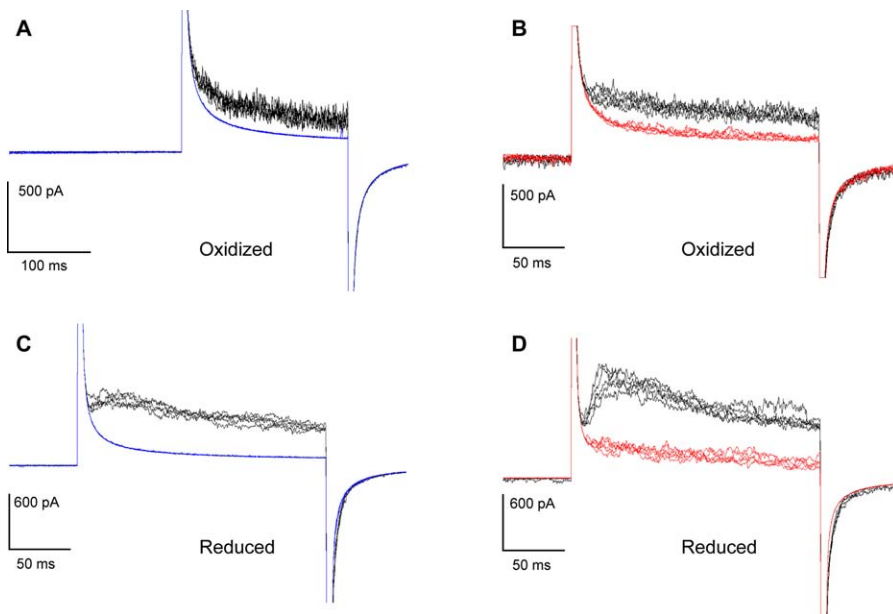 A
500 pA
100 ms
Oxidized
B
500 pA
50 ms
Oxidized
C
600 pA
50 ms
Reduced
D
600 pA
50 ms
Reduced